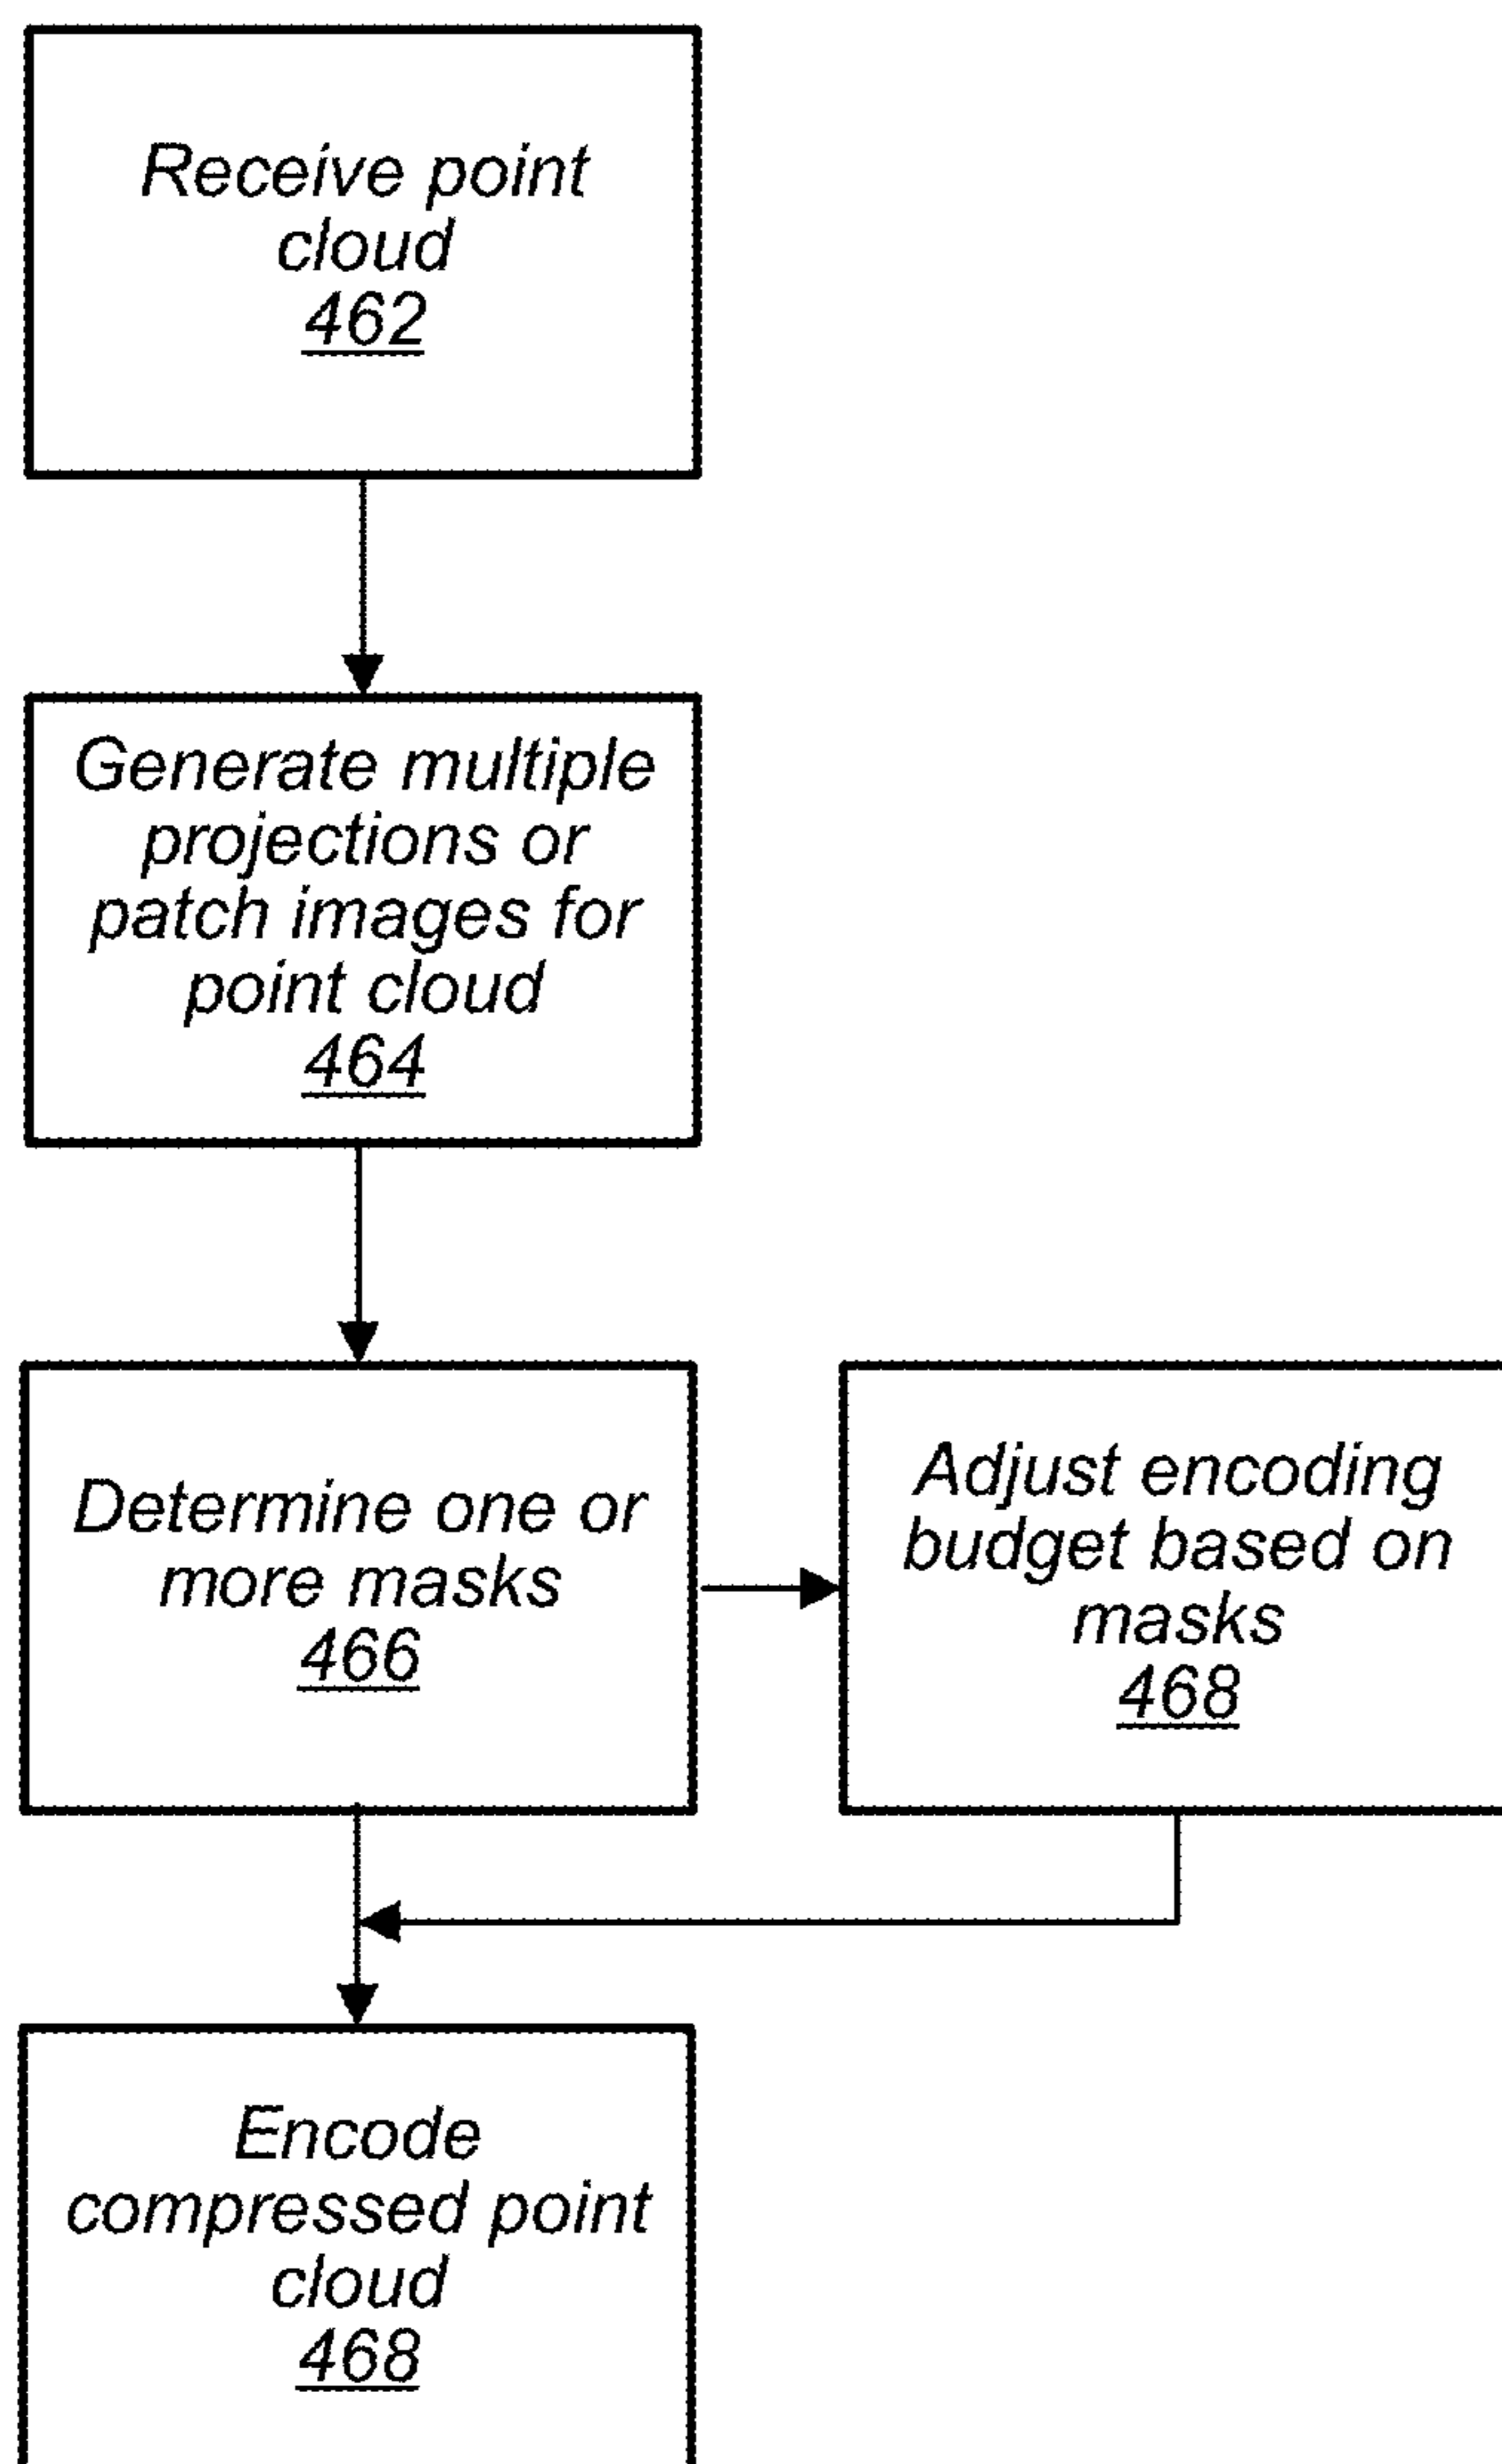 Receive point
cloud
462
Generate multiple
projections or
patch images for
point cloud
464
Determine one or
more masks
466
Adjust encoding
budget based on
masks
468
Encode
compressed point
cloud
468